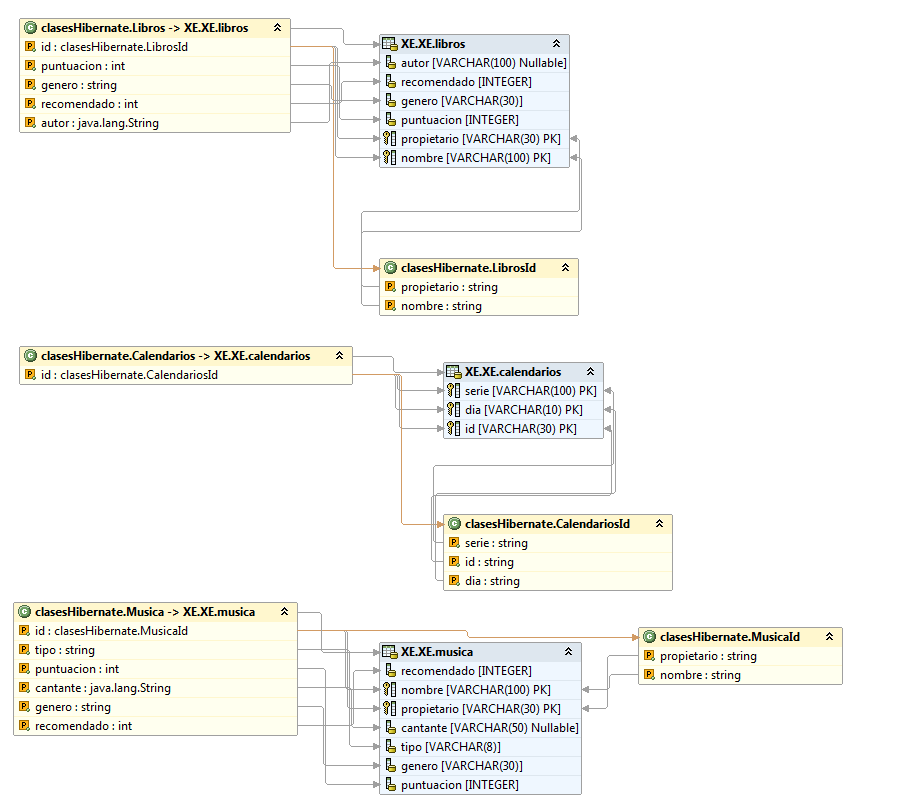 clasesHibernate.Libros -> XE.XE.libros
id : clasesHibernate.LibrosId
puntuacion : int
genero : string
recomendado : int
autor : java.lang.String
XE.XE.libros
autor [VARCHAR(100) Nullable]
recomendado [INTEGER]
genero [VARCHAR(30)]
puntuacion [INTEGER]
propietario [VARCHAR(30) PK]
nombre [VARCHAR(100) PK]
clasesHibernate.LibrosId
propietario : string
nombre : string
clasesHibernate.Calendarios -> XE.XE.calendarios
id : clasesHibernate.CalendariosId
XE.XE.calendarios
serie [VARCHAR(100) PK]
dia [VARCHAR(10) PK]
id [VARCHAR(30) PK]
clasesHibernate.CalendariosId
serie : string
id : string
dia : string
clasesHibernate.Musica -> XE.XE.musica
id : clasesHibernate.MusicaId
tipo : string
puntuacion : int
cantante : java.lang.String
genero : string
recomendado : int
XE.XE.musica
recomendado [INTEGER]
nombre [VARCHAR(100) PK]
propietario [VARCHAR(30) PK]
cantante [VARCHAR(50) Nullable]
tipo [VARCHAR(8)]
genero [VARCHAR(30)]
puntuacion [INTEGER]
clasesHibernate.MusicaId
propietario : string
nombre : string